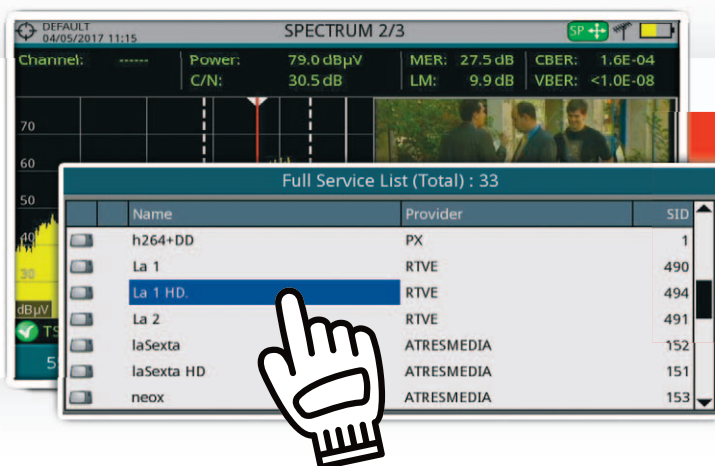 DEFAULT
04/05/2017 11:15
SPECTRUM 2/3
SP
Channel: ------ Power: 79.0 dBµV MER: 27.5 dB CBER: 1.6E-04
C/N: 30.5 dB LM: 9.9 dB VBER: <1.0E-08
70
60
50
40
30
dBµV
TS
55
Full Service List (Total) : 33
Name Provider SID
h264+DD PX 1
La 1 RTVE 490
La 1 HD. RTVE 494
La 2 RTVE 491
laSexta ATRESMEDIA 152
laSexta HD ATRESMEDIA 151
neox ATRESMEDIA 153